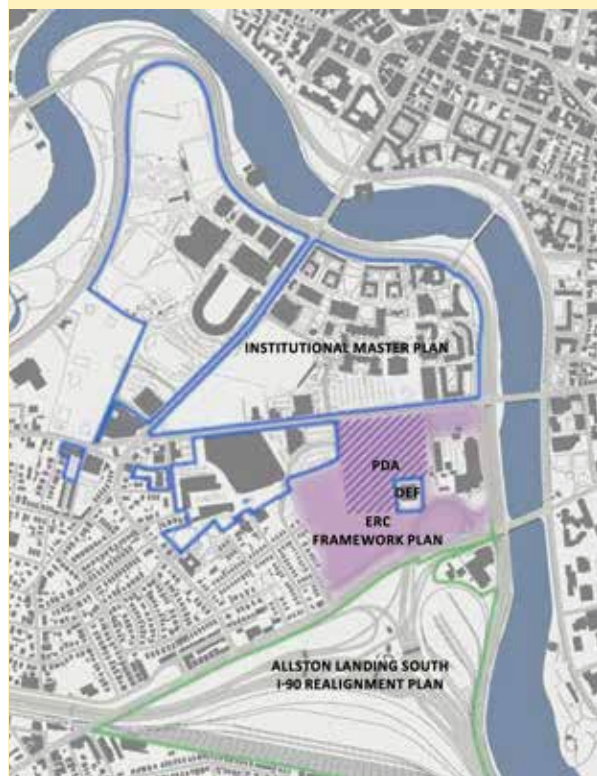 INSTITUTIONAL MASTER PLAN
PDA
DEF
ERC
FRAMEWORK PLAN
ALLSTON LANDING SOUTH
I-90 REALIGNMENT PLAN